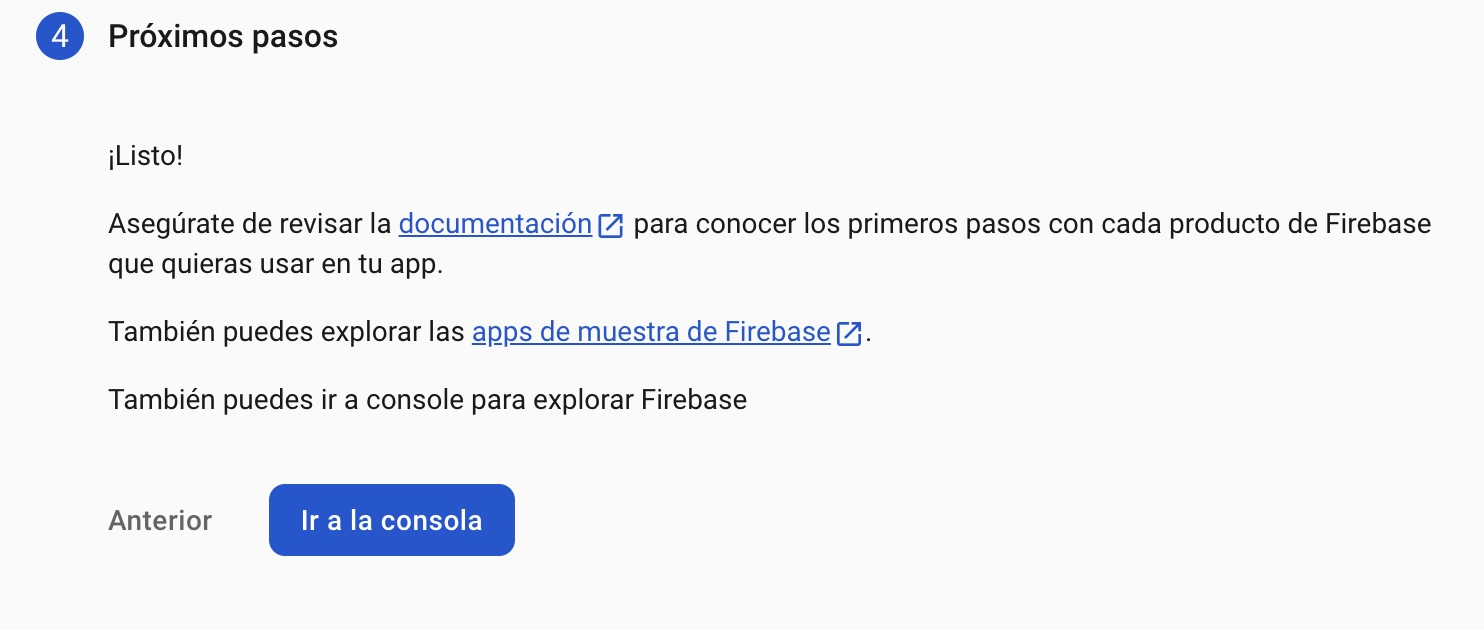 4 Próximos pasos
¡Listo!
Asegúrate de revisar la documentación para conocer los primeros pasos con cada producto de Firebase
que quieras usar en tu app.
También puedes explorar las apps de muestra de Firebase.
También puedes ir a console para explorar Firebase
Anterior Ir a la consola